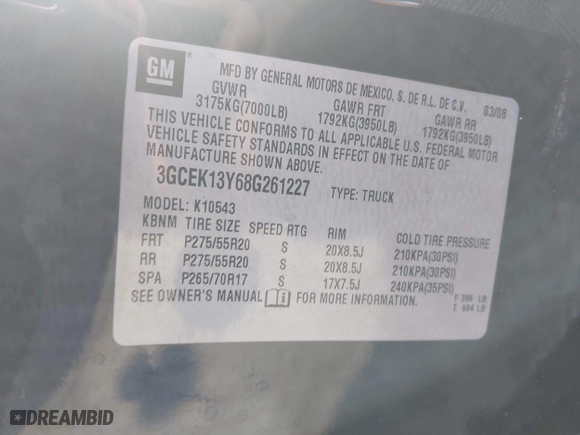 GM
MFD BY GENERAL MOTORS DE MEXICO, S. DE R.L. DE C.V. 03/08
GVWR GAWR FRT GAWR RR
3175KG(7000LB) 1792KG(3950LB) 1792KG(3950LB)
THIS VEHICLE CONFORMS TO ALL APPLICABLE U.S. FEDERAL MOTOR
VEHICLE SAFETY STANDARDS IN EFFECT ON THE DATE OF
MANUFACTURE SHOWN ABOVE.
3GCEK13Y68G261227 TYPE: TRUCK
MODEL: K10543
KBNM TIRE SIZE SPEED RTG RIM COLD TIRE PRESSURE
FRT P275/55R20 S 20X8.5J 210KPA(30PSI)
RR P275/55R20 S 20X8.5J 210KPA(30PSI)
SPA P265/70R17 S 17X7.5J 240KPA(35PSI)
SEE OWNER'S MANUAL FOR MORE INFORMATION.
F LB
T LB
DREAMBID